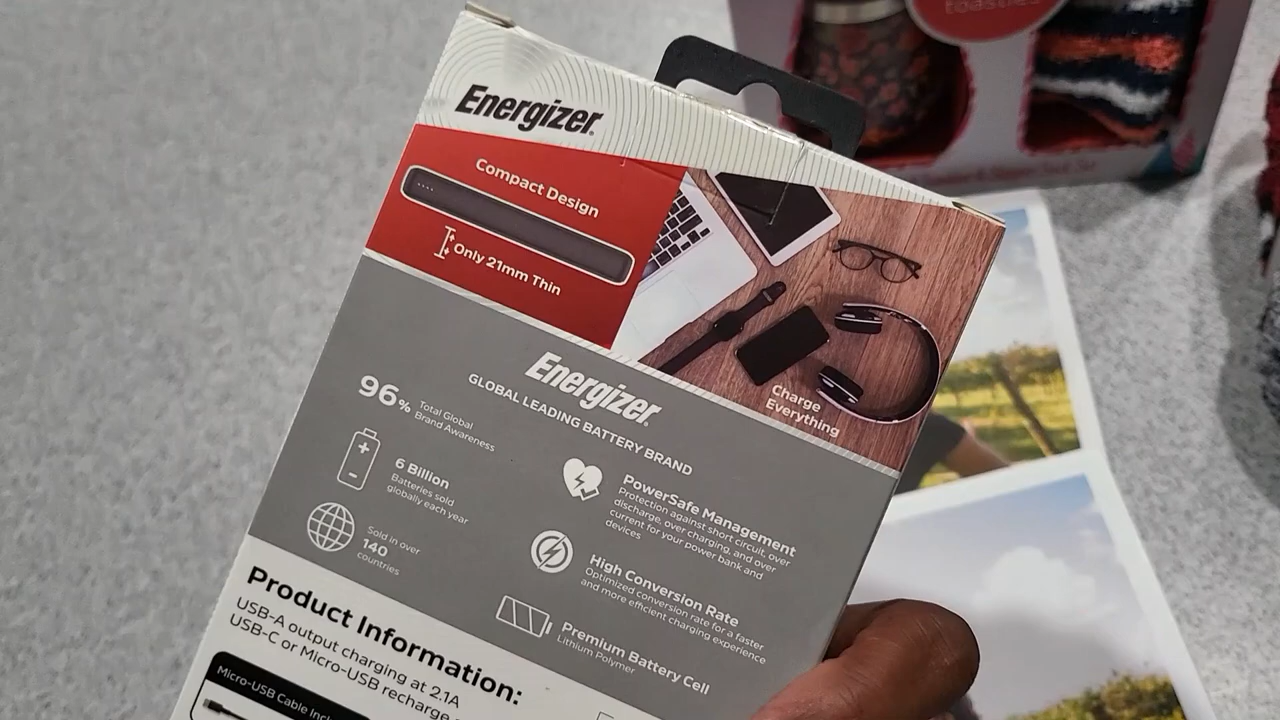 toasties
Energizer
Compact Design
Only 21mm Thin
Charge
Everything
Energizer
GLOBAL LEADING BATTERY BRAND
96% Total Global
Brand Awareness
6 Billion
Batteries sold
globally each year
Sold in over
140
countries
PowerSafe Management
Protection against short circuit, over
discharge, over charging, and over
current for your power bank and
devices
High Conversion Rate
Optimized conversion rate for a faster
and more efficient charging experience
Premium Battery Cell
Lithium Polymer
Product Information:
USB-A output charging at 2.1A
USB-C or Micro-USB recharge
Micro-USB Cable